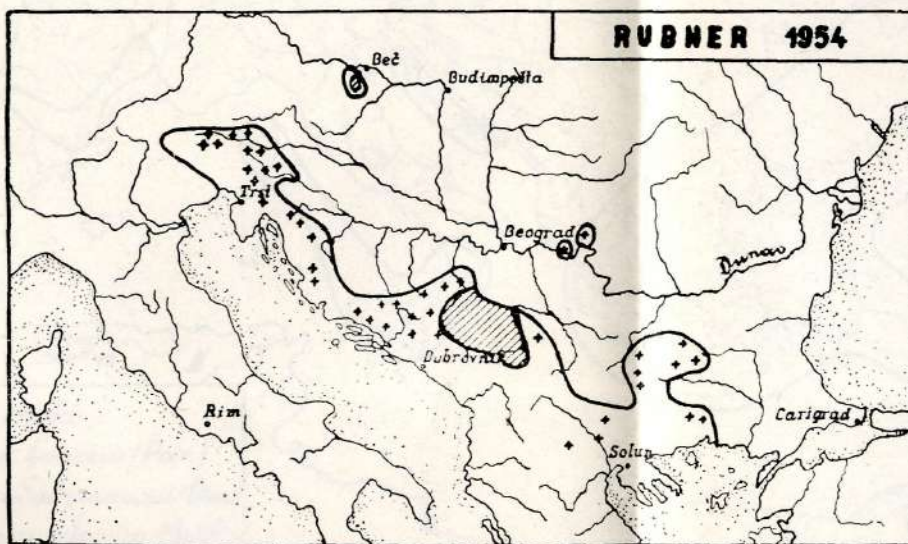 RUBNER 1954
Beč
Budimpešta
Trst
Beograd
Dunav
Dubrovnik
Rim
Carigrad
Solun